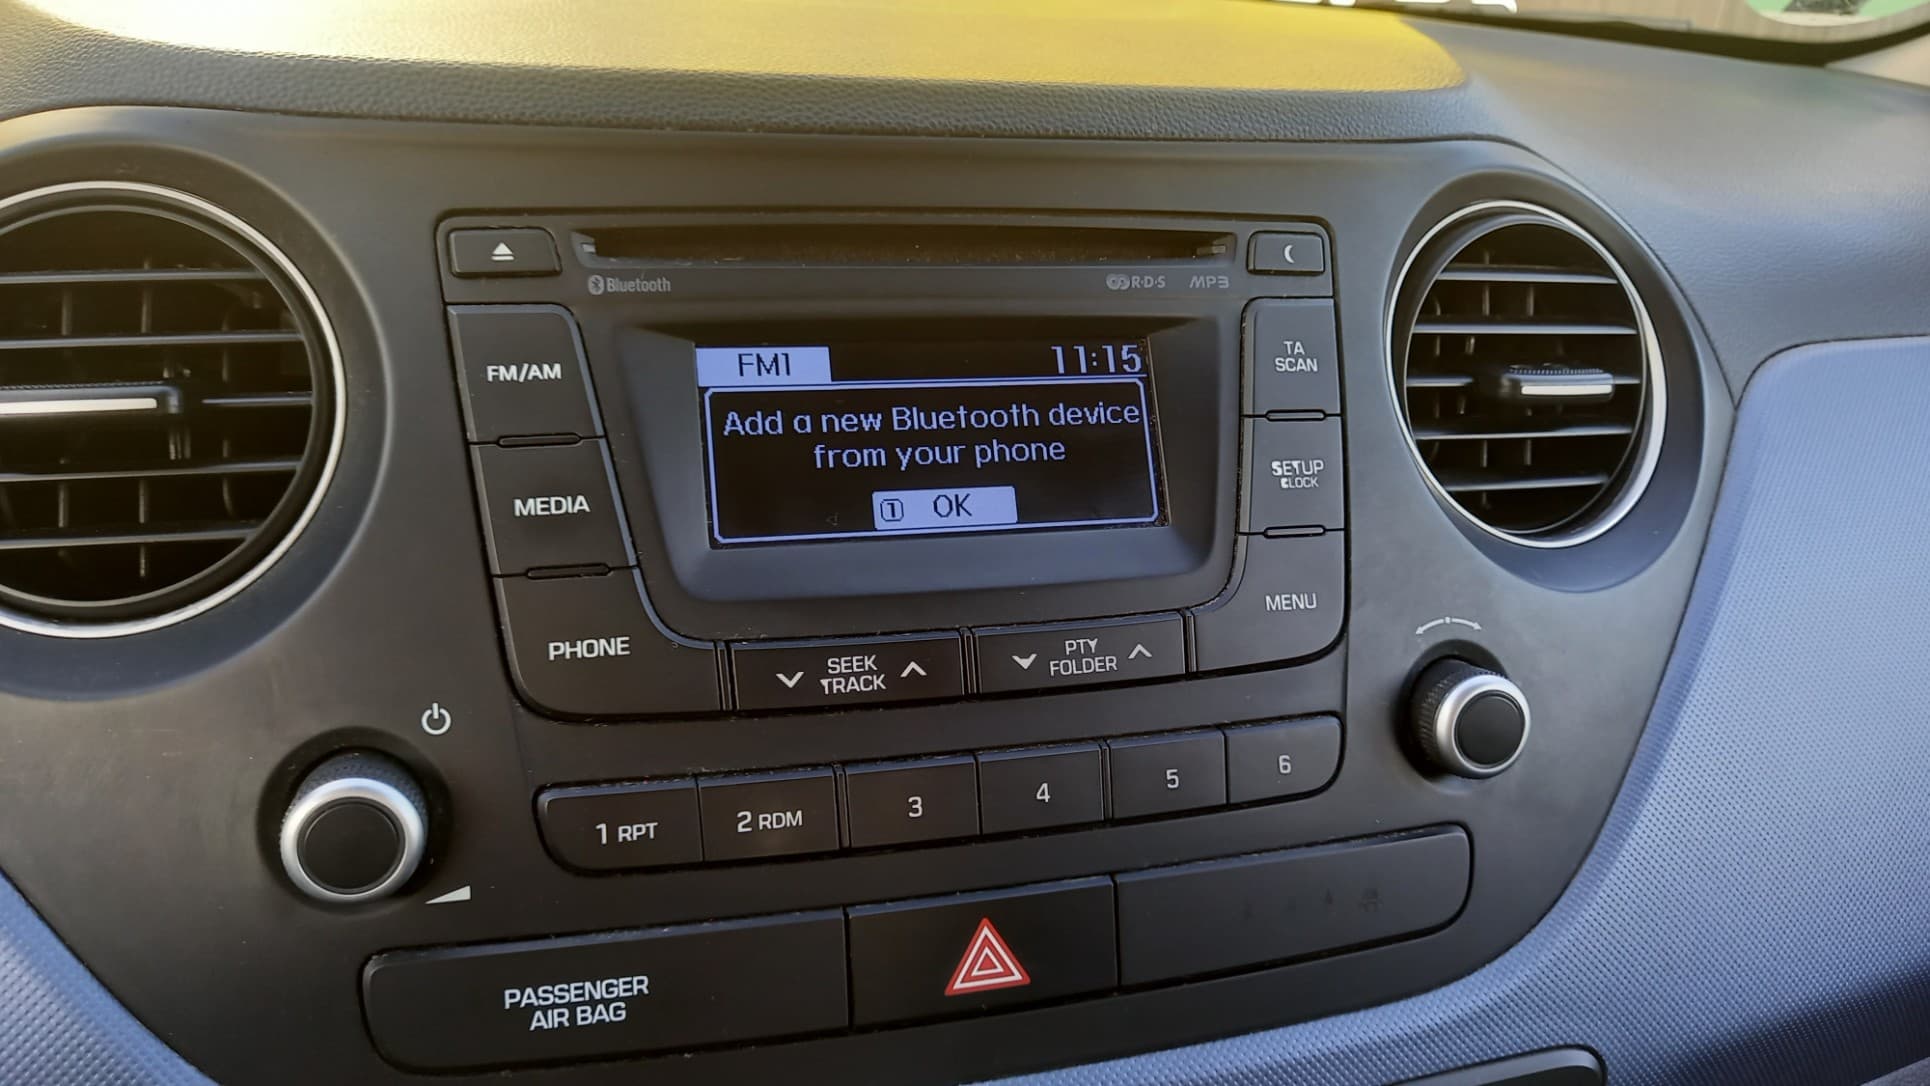 Bluetooth
R·D·S MP3
FM/AM
MEDIA
PHONE
FM1 11:15
Add a new Bluetooth device
from your phone
1 OK
TA
SCAN
SETUP
CLOCK
MENU
SEEK
TRACK
PTY
FOLDER
1 RPT 2 RDM 3 4 5 6
PASSENGER
AIR BAG